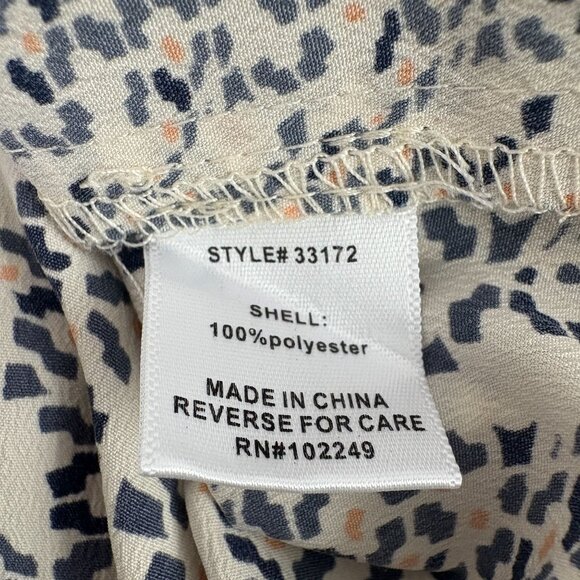 STYLE# 33172
SHELL:
100%polyester
MADE IN CHINA
REVERSE FOR CARE
RN#102249